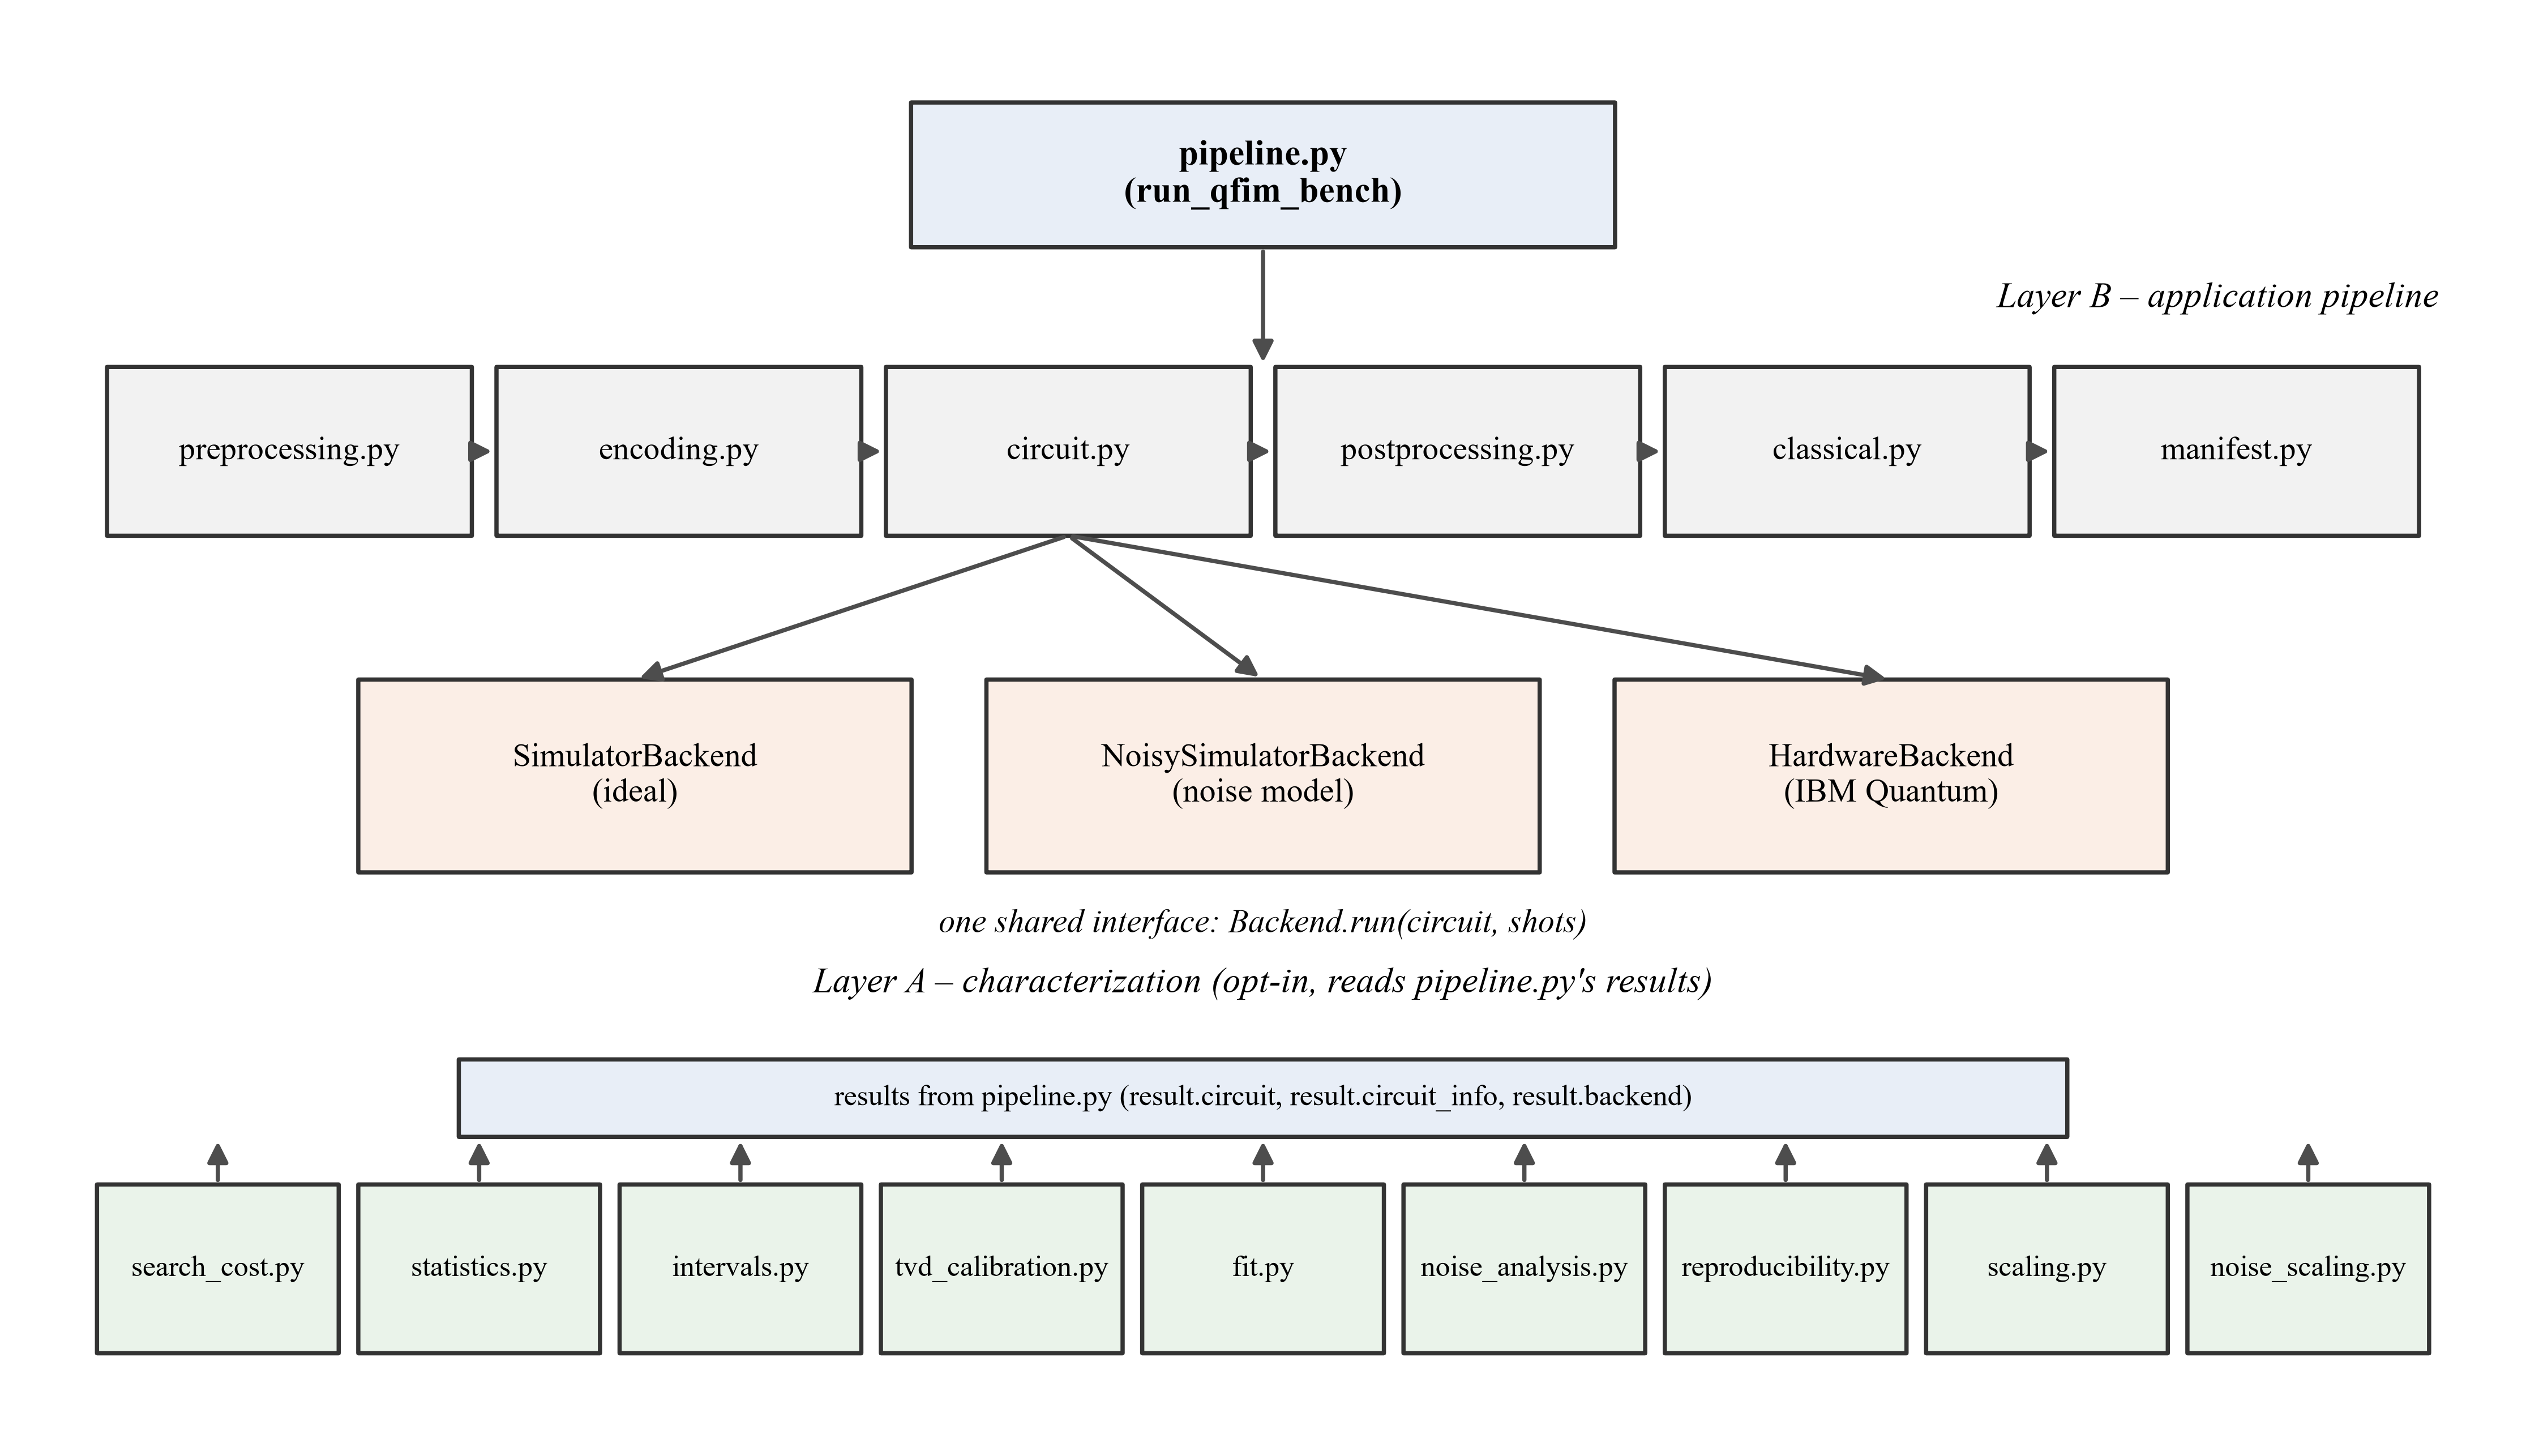 pipeline.py
(run_qfim_bench)
Layer B – application pipeline
preprocessing.py
encoding.py
circuit.py
postprocessing.py
classical.py
manifest.py
SimulatorBackend
(ideal)
NoisySimulatorBackend
(noise model)
HardwareBackend
(IBM Quantum)
one shared interface: Backend.run(circuit, shots)
Layer A – characterization (opt-in, reads pipeline.py's results)
results from pipeline.py (result.circuit, result.circuit_info, result.backend)
search_cost.py
statistics.py
intervals.py
tvd_calibration.py
fit.py
noise_analysis.py
reproducibility.py
scaling.py
noise_scaling.py